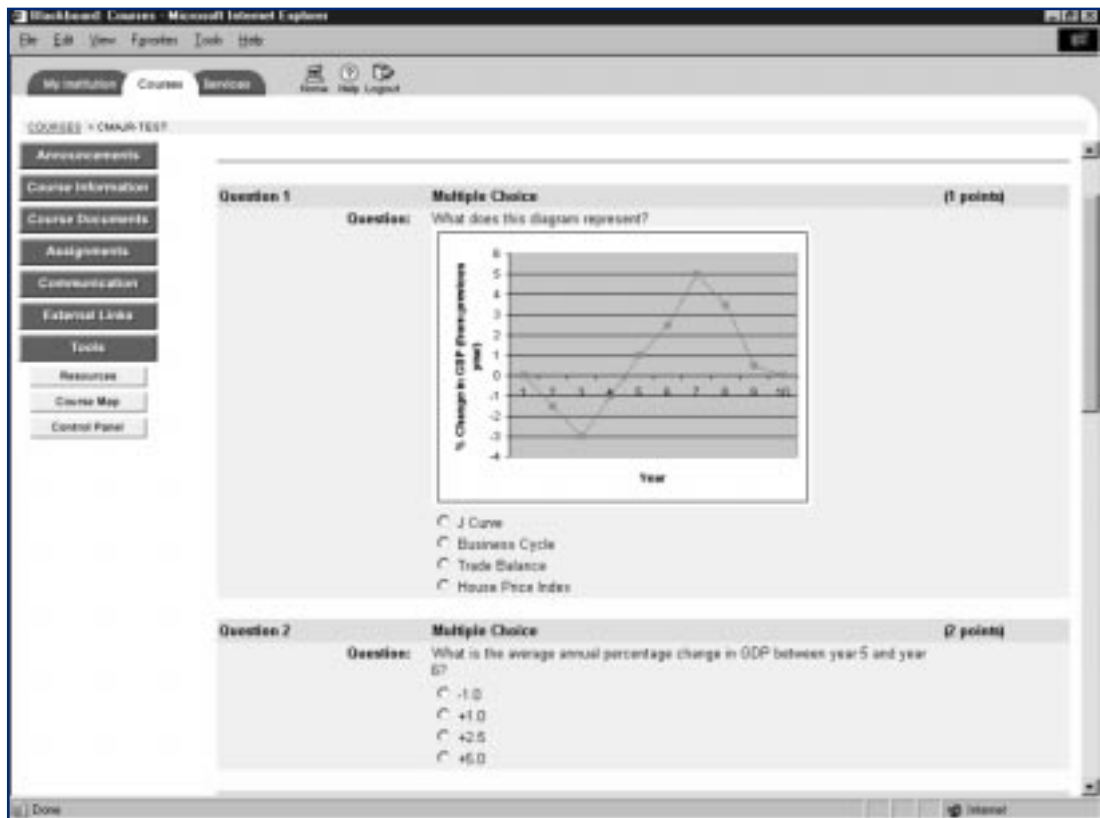 Blackboard: Courses - Microsoft Internet Explorer
File Edit View Favorites Tools Help
My Institution Courses Services Home Help Logout
COURSES > CMAJR-TEST
Announcements
Course Information
Course Documents
Assignments
Communication
External Links
Tools
Resources
Course Map
Control Panel
Question 1 Multiple Choice (1 points)
Question: What does this diagram represent?
% Change in GDP (from previous year)
6
5
4
3
2
1
0
-1
-2
-3
-4
1 2 3 4 5 6 7 8 9 10
Year
J Curve
Business Cycle
Trade Balance
House Price Index
Question 2 Multiple Choice (2 points)
Question: What is the average annual percentage change in GDP between year 5 and year
6?
-1.0
+1.0
+2.5
+5.0
Done Internet